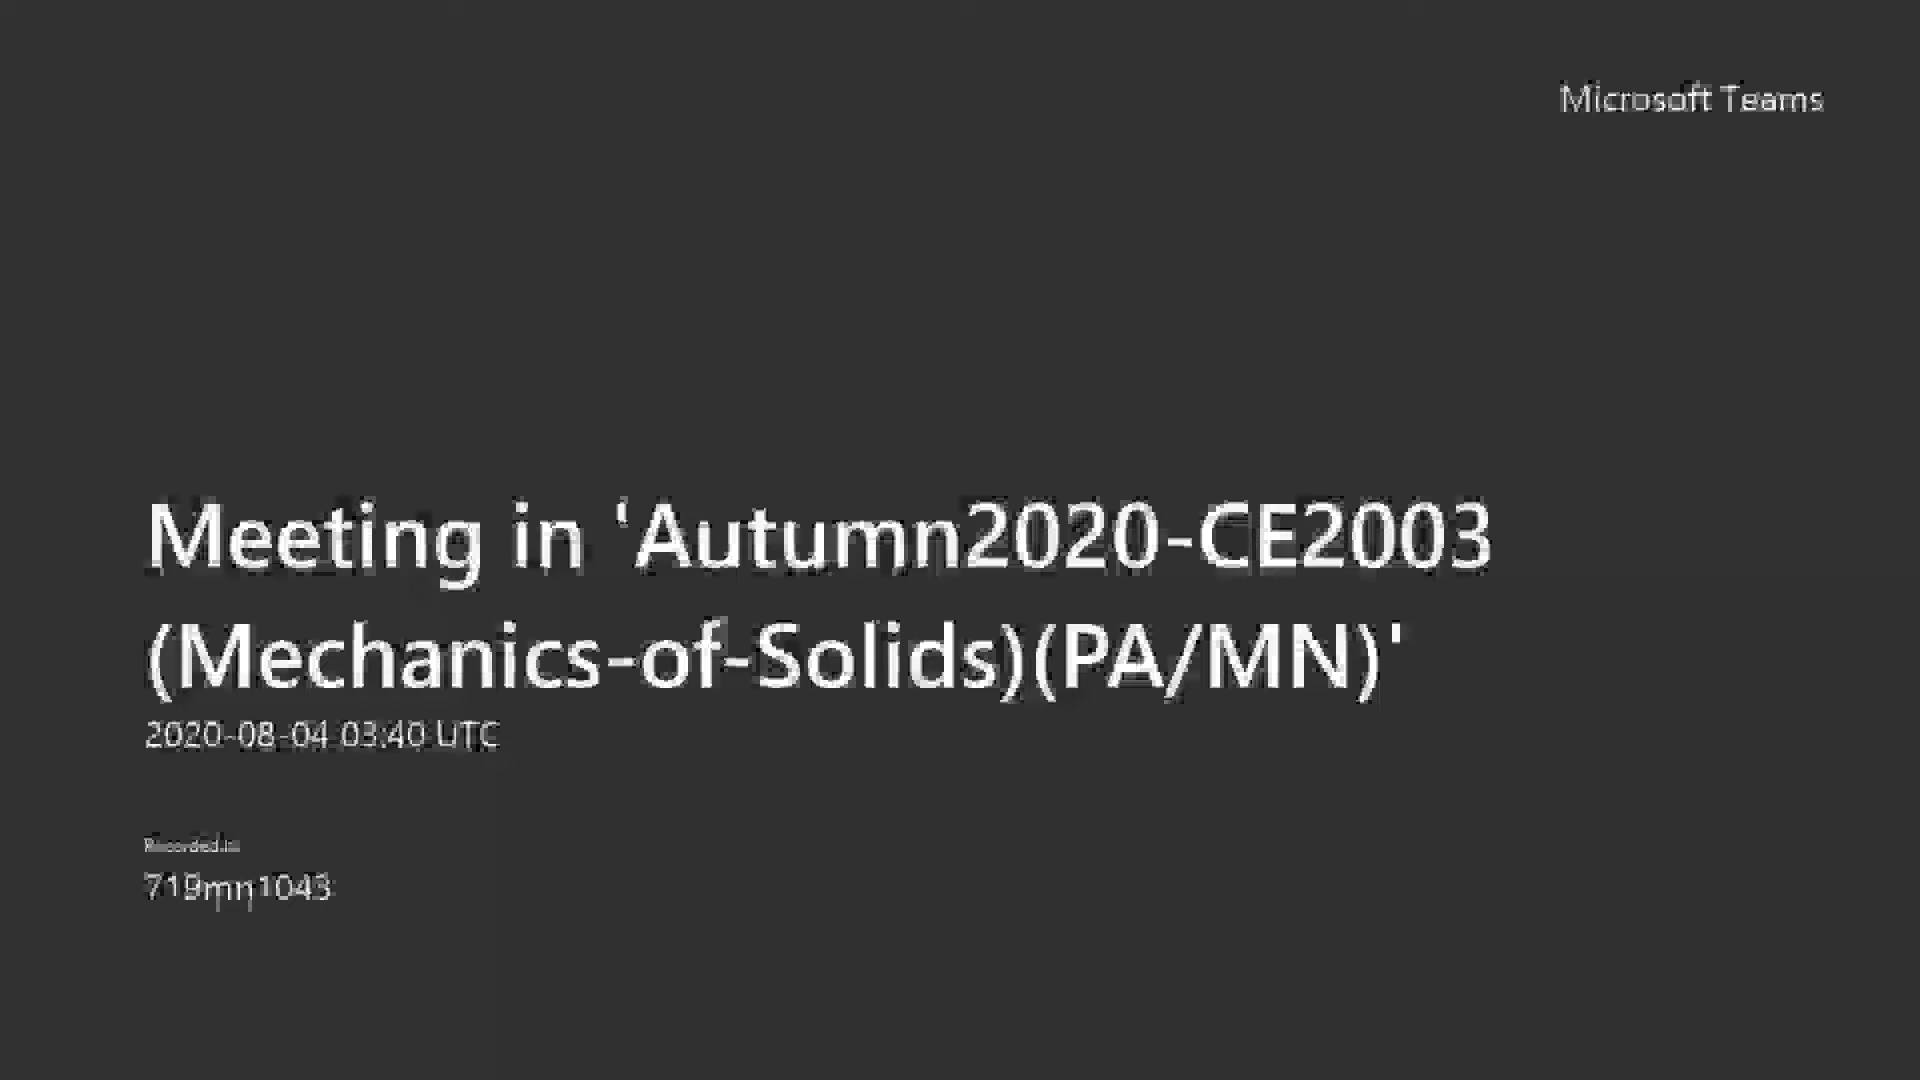 Microsoft Teams
Meeting in 'Autumn2020-CE2003
(Mechanics-of-Solids)(PA/MN)'
2020-08-04 03:40 UTC
Recorded by
719mn1043